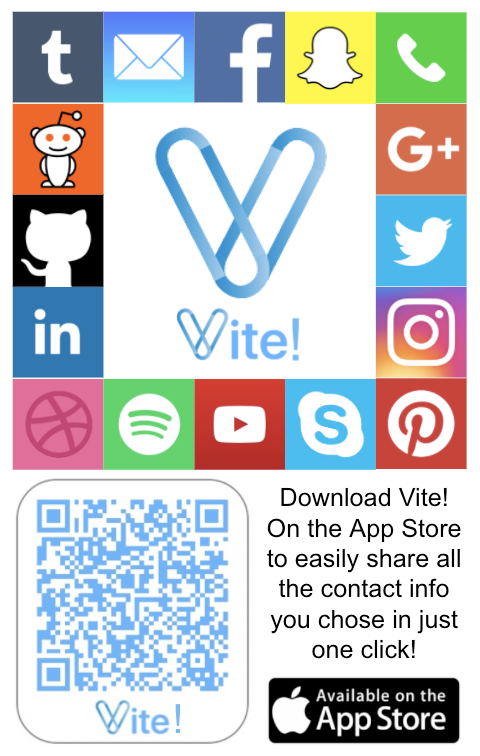 t
f
G+
in
Vite!
S
Download Vite!
On the App Store
to easily share all
the contact info
you chose in just
one click!
Vite!
Available on the
App Store